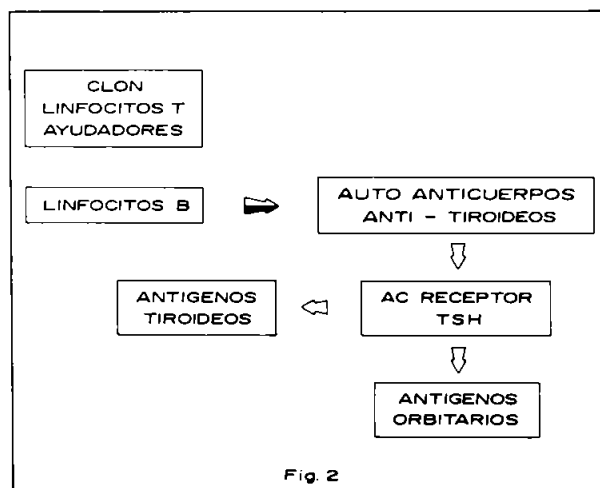 CLON
LINFOCITOS T
AYUDADORES
LINFOCITOS B
AUTO ANTICUERPOS
ANTI - TIROIDEOS
ANTIGENOS
TIROIDEOS
AC RECEPTOR
TSH
ANTIGENOS
ORBITARIOS
Fig. 2